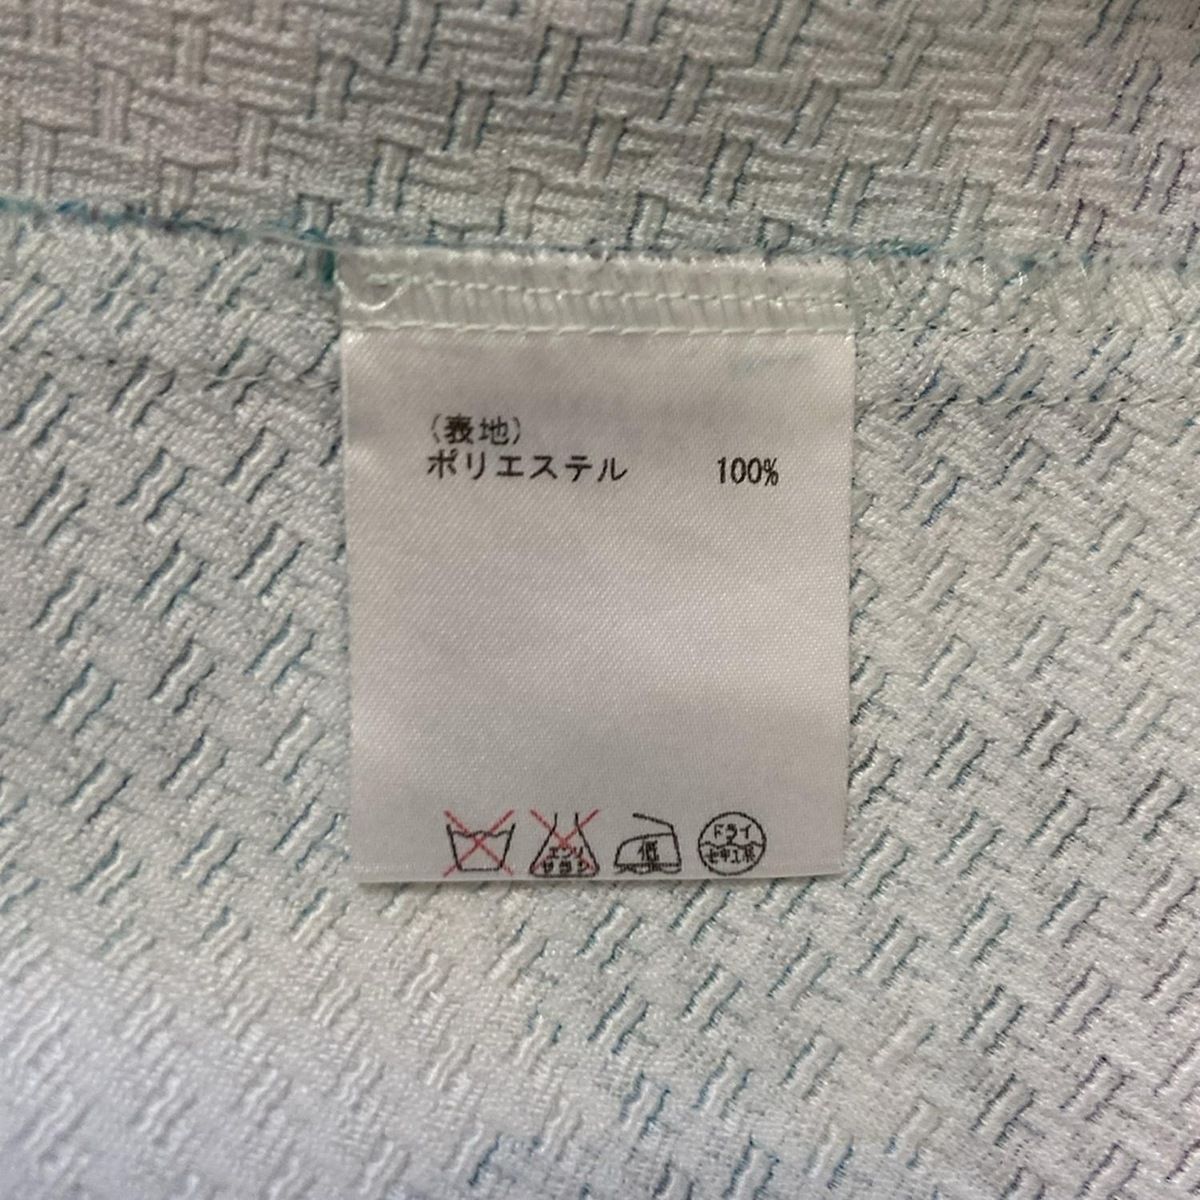 (表地)
ポリエステル 100%
エンソ
サラシ
低
ドライ
セキユ系